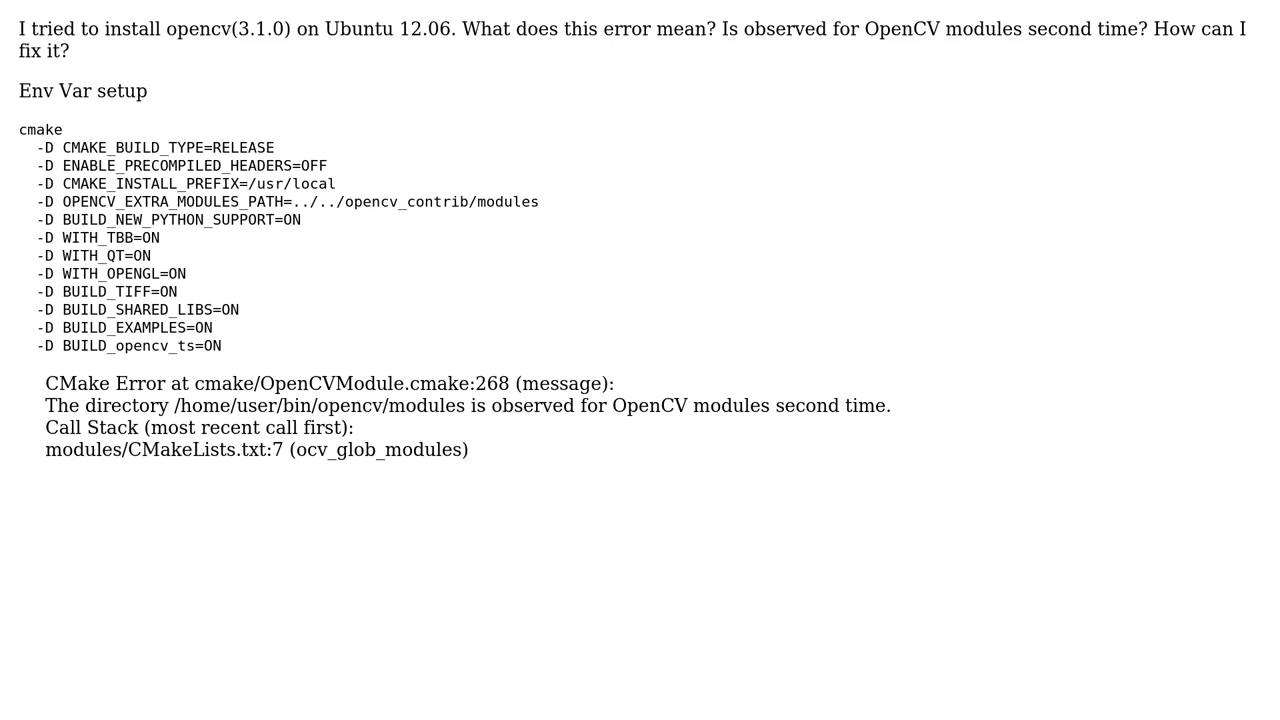 I tried to install opencv(3.1.0) on Ubuntu 12.06. What does this error mean? Is observed for OpenCV modules second time? How can I
fix it?
Env Var setup
cmake
  -D CMAKE_BUILD_TYPE=RELEASE
  -D ENABLE_PRECOMPILED_HEADERS=OFF
  -D CMAKE_INSTALL_PREFIX=/usr/local
  -D OPENCV_EXTRA_MODULES_PATH=../../opencv_contrib/modules
  -D BUILD_NEW_PYTHON_SUPPORT=ON
  -D WITH_TBB=ON
  -D WITH_QT=ON
  -D WITH_OPENGL=ON
  -D BUILD_TIFF=ON
  -D BUILD_SHARED_LIBS=ON
  -D BUILD_EXAMPLES=ON
  -D BUILD_opencv_ts=ON
CMake Error at cmake/OpenCVModule.cmake:268 (message):
The directory /home/user/bin/opencv/modules is observed for OpenCV modules second time.
Call Stack (most recent call first):
modules/CMakeLists.txt:7 (ocv_glob_modules)